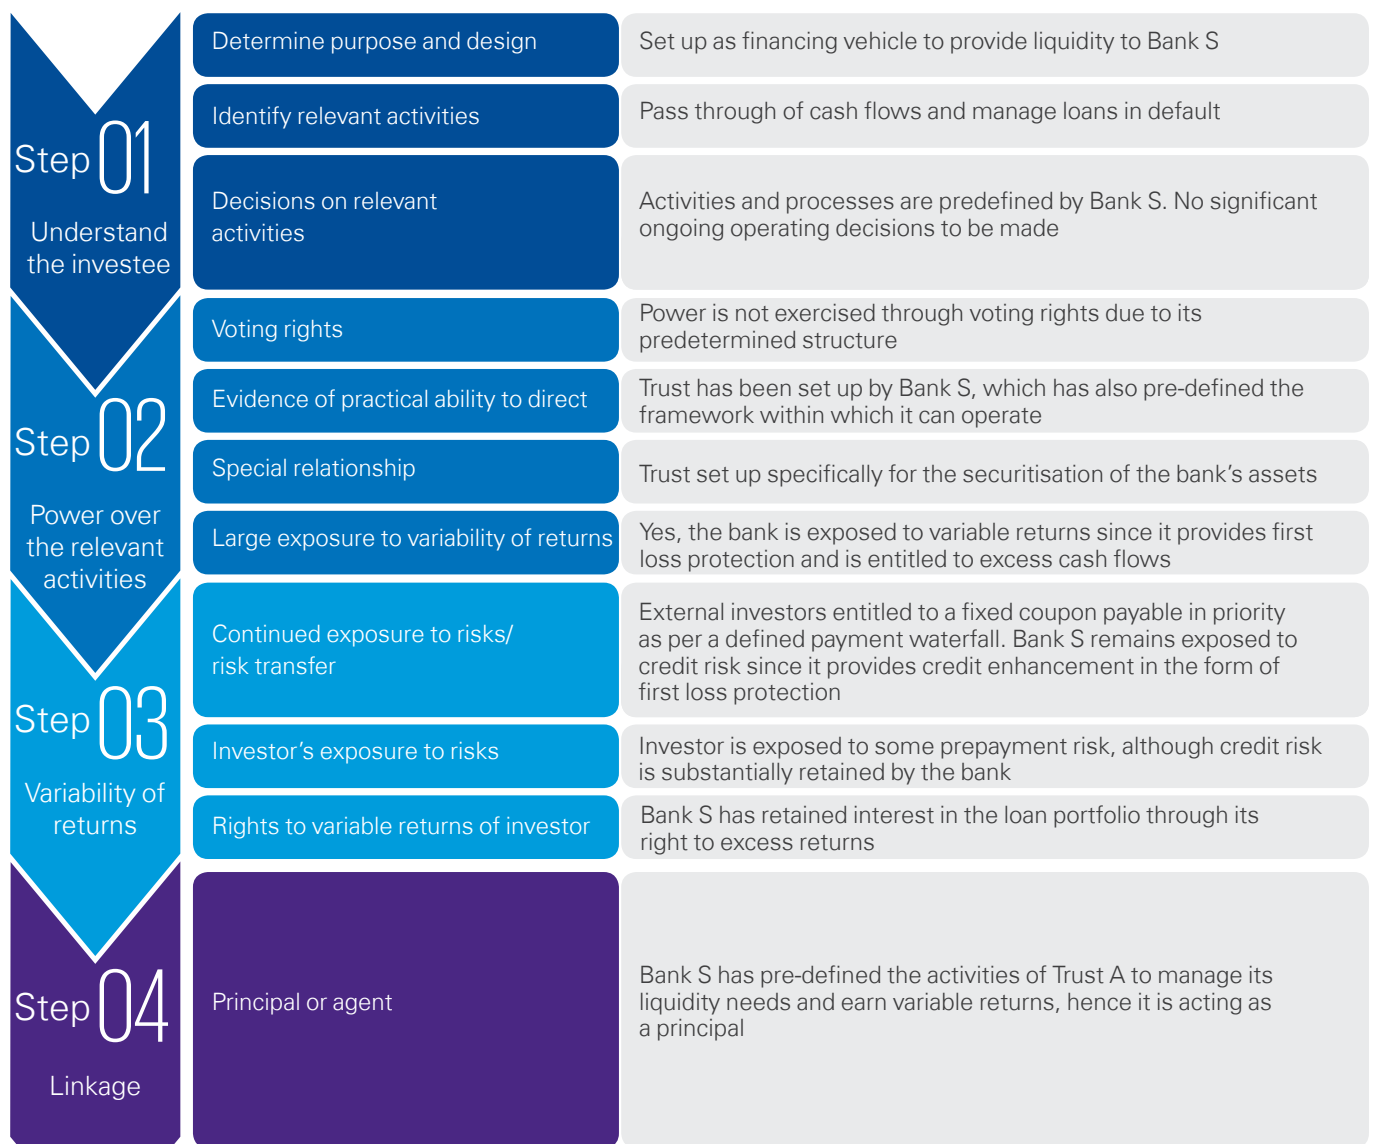 Step 01
Understand
the investee
Determine purpose and design
Set up as financing vehicle to provide liquidity to Bank S
Identify relevant activities
Pass through of cash flows and manage loans in default
Decisions on relevant
activities
Activities and processes are predefined by Bank S. No significant
ongoing operating decisions to be made
Step 02
Power over
the relevant
activities
Voting rights
Power is not exercised through voting rights due to its
predetermined structure
Evidence of practical ability to direct
Trust has been set up by Bank S, which has also pre-defined the
framework within which it can operate
Special relationship
Trust set up specifically for the securitisation of the bank's assets
Large exposure to variability of returns
Yes, the bank is exposed to variable returns since it provides first
loss protection and is entitled to excess cash flows
Step 03
Variability of
returns
Continued exposure to risks/
risk transfer
External investors entitled to a fixed coupon payable in priority
as per a defined payment waterfall. Bank S remains exposed to
credit risk since it provides credit enhancement in the form of
first loss protection
Investor's exposure to risks
Investor is exposed to some prepayment risk, although credit risk
is substantially retained by the bank
Rights to variable returns of investor
Bank S has retained interest in the loan portfolio through its
right to excess returns
Step 04
Linkage
Principal or agent
Bank S has pre-defined the activities of Trust A to manage its
liquidity needs and earn variable returns, hence it is acting as
a principal